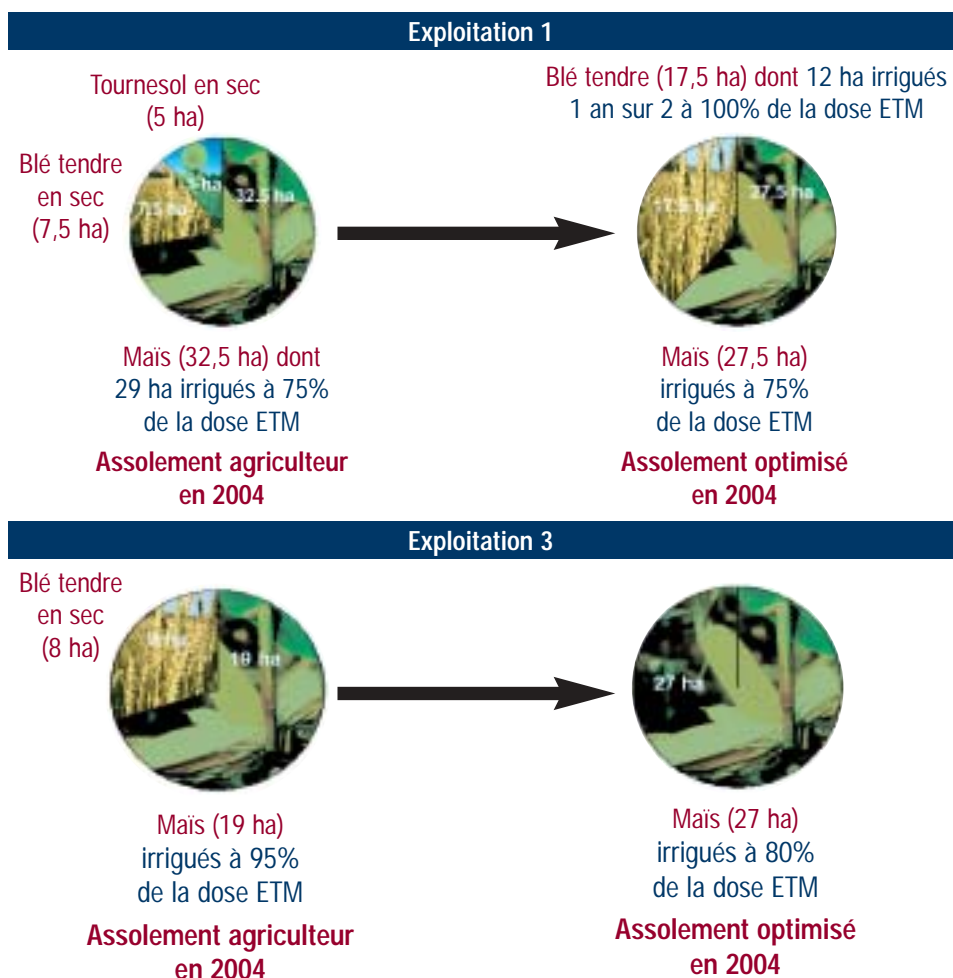 Exploitation 1
Tournesol en sec
(5 ha)
Blé tendre
en sec
(7,5 ha)
5 ha
7,5 ha
32,5 ha
Maïs (32,5 ha) dont
29 ha irrigués à 75%
de la dose ETM
Assolement agriculteur
en 2004
Blé tendre (17,5 ha) dont 12 ha irrigués
1 an sur 2 à 100% de la dose ETM
17,5 ha
27,5 ha
Maïs (27,5 ha)
irrigués à 75%
de la dose ETM
Assolement optimisé
en 2004
Exploitation 3
Blé tendre
en sec
(8 ha)
8 ha
19 ha
Maïs (19 ha)
irrigués à 95%
de la dose ETM
Assolement agriculteur
en 2004
27 ha
Maïs (27 ha)
irrigués à 80%
de la dose ETM
Assolement optimisé
en 2004